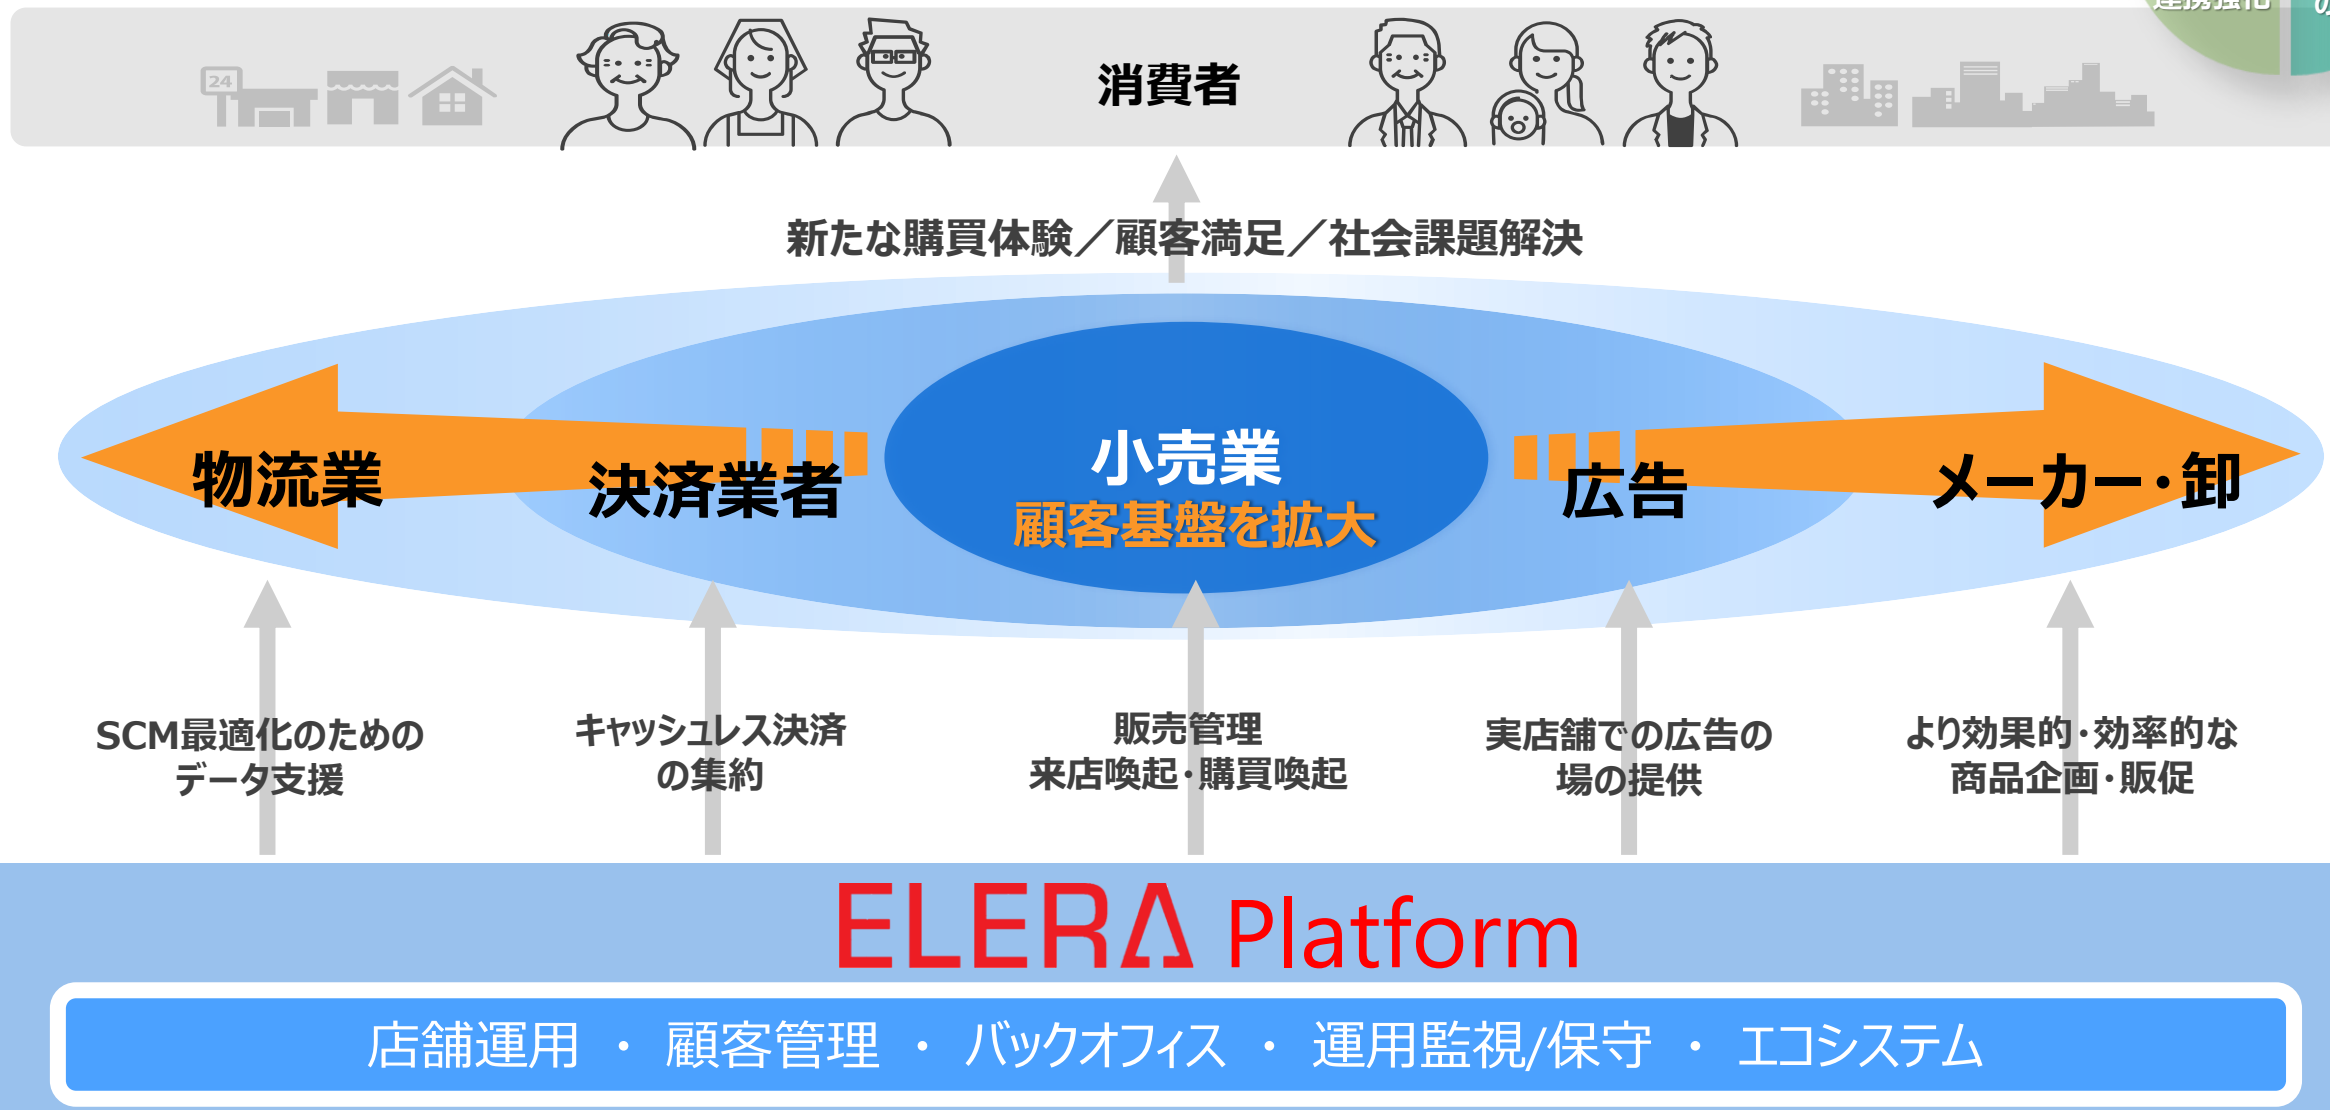 24
消費者
新たな購買体験／顧客満足／社会課題解決
物流業
決済業者
小売業
顧客基盤を拡大
広告
メーカー・卸
SCM最適化のための
データ支援
キャッシュレス決済
の集約
販売管理
来店喚起・購買喚起
実店舗での広告の
場の提供
より効果的・効率的な
商品企画・販促
ELERA Platform
店舗運用 ・ 顧客管理 ・ バックオフィス ・ 運用監視/保守 ・ エコシステム